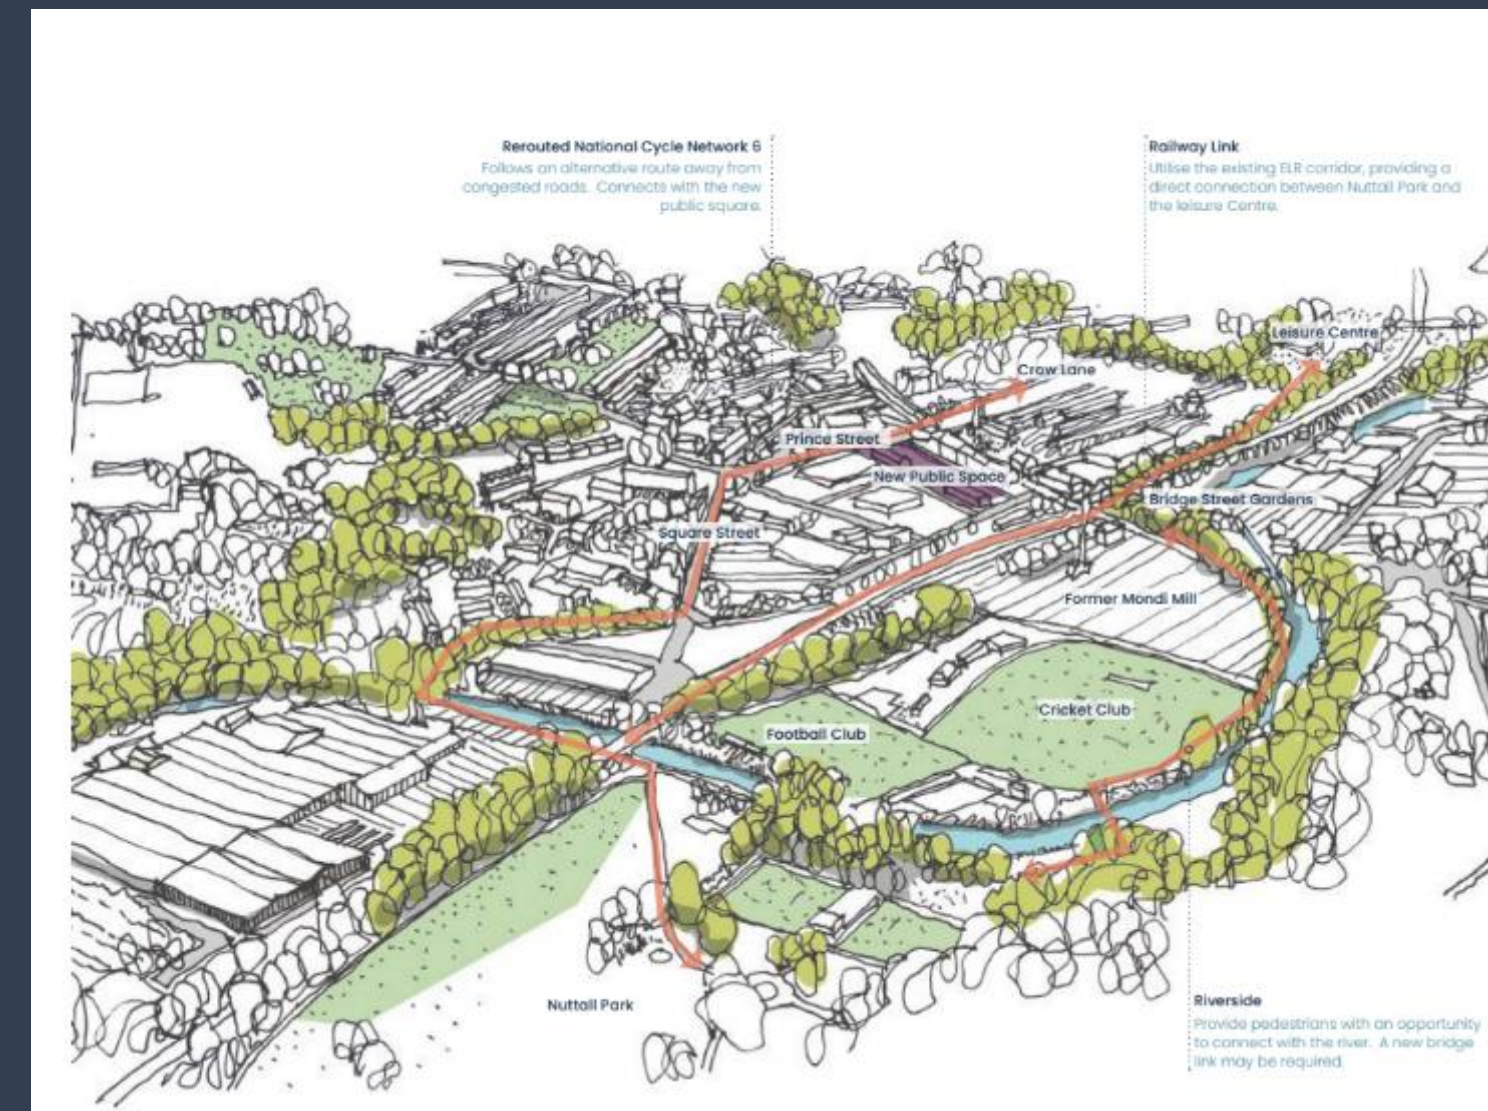 Rerouted National Cycle Network 6
Follows an alternative route away from
congested roads. Connects with the new
public square.
Railway Link
Utilise the existing ELR corridor, providing a
direct connection between Nuttall Park and
the leisure Centre.
Leisure Centre
Crow Lane
Prince Street
New Public Space
Bridge Street Gardens
Square Street
Former Mondi Mill
Cricket Club
Football Club
Nuttall Park
Riverside
Provide pedestrians with an opportunity
to connect with the river. A new bridge
link may be required.